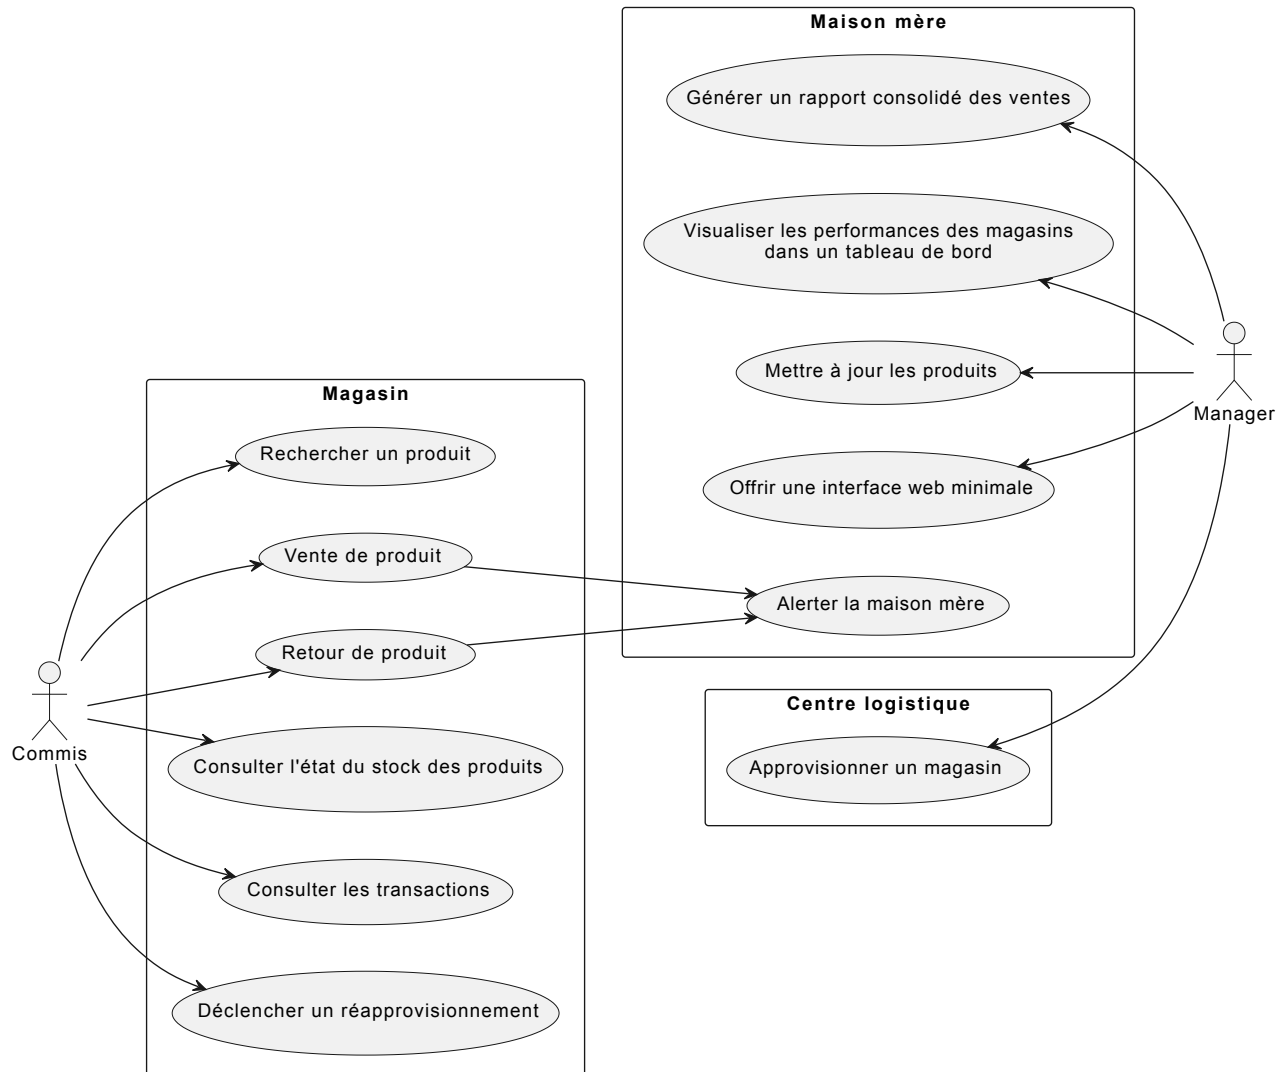 Maison mère
Générer un rapport consolidé des ventes
Visualiser les performances des magasins
dans un tableau de bord
Mettre à jour les produits
Manager
Magasin
Rechercher un produit
Offrir une interface web minimale
Vente de produit
Alerter la maison mère
Retour de produit
Centre logistique
Commis
Consulter l'état du stock des produits
Approvisionner un magasin
Consulter les transactions
Déclencher un réapprovisionnement